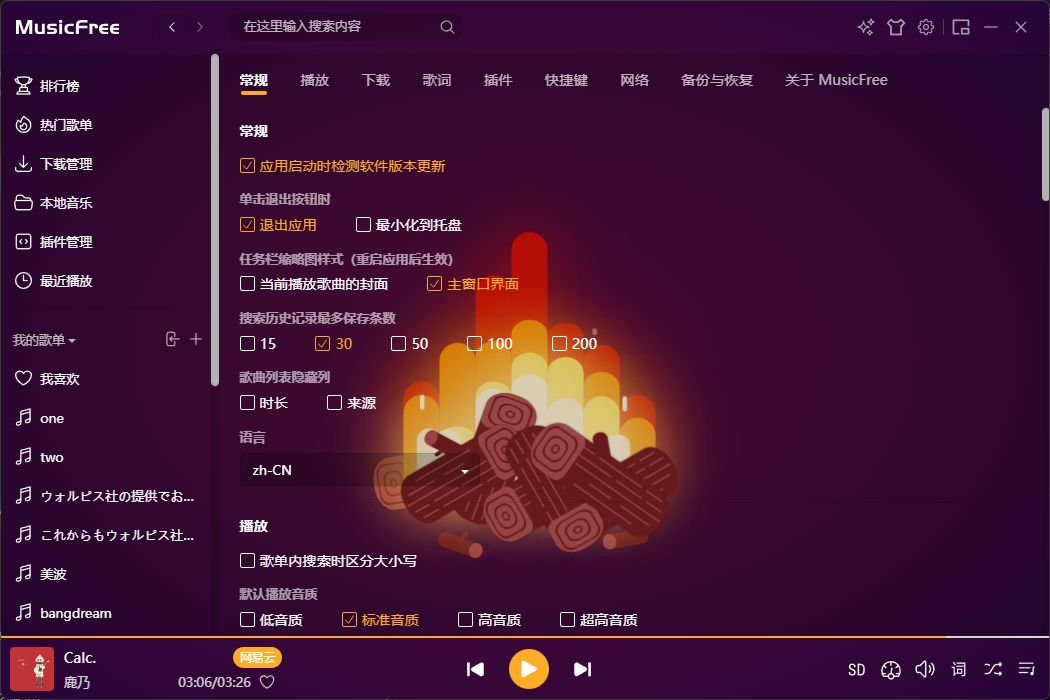 MusicFree
在这里输入搜索内容
排行榜
热门歌单
下载管理
本地音乐
插件管理
最近播放
我的歌单
我喜欢
one
two
ウォルピス社の提供でお...
これからもウォルピス社...
美波
bangdream
常规 播放 下载 歌词 插件 快捷键 网络 备份与恢复 关于 MusicFree
常规
应用启动时检测软件版本更新
单击退出按钮时
退出应用 最小化到托盘
任务栏缩略图样式（重启应用后生效）
当前播放歌曲的封面 主窗口界面
搜索历史记录最多保存条数
15 30 50 100 200
歌曲列表隐藏列
时长 来源
语言
zh-CN
播放
歌单内搜索时区分大小写
默认播放音质
低音质 标准音质 高音质 超高音质
Calc.
网易云
鹿乃
03:06/03:26
SD
词